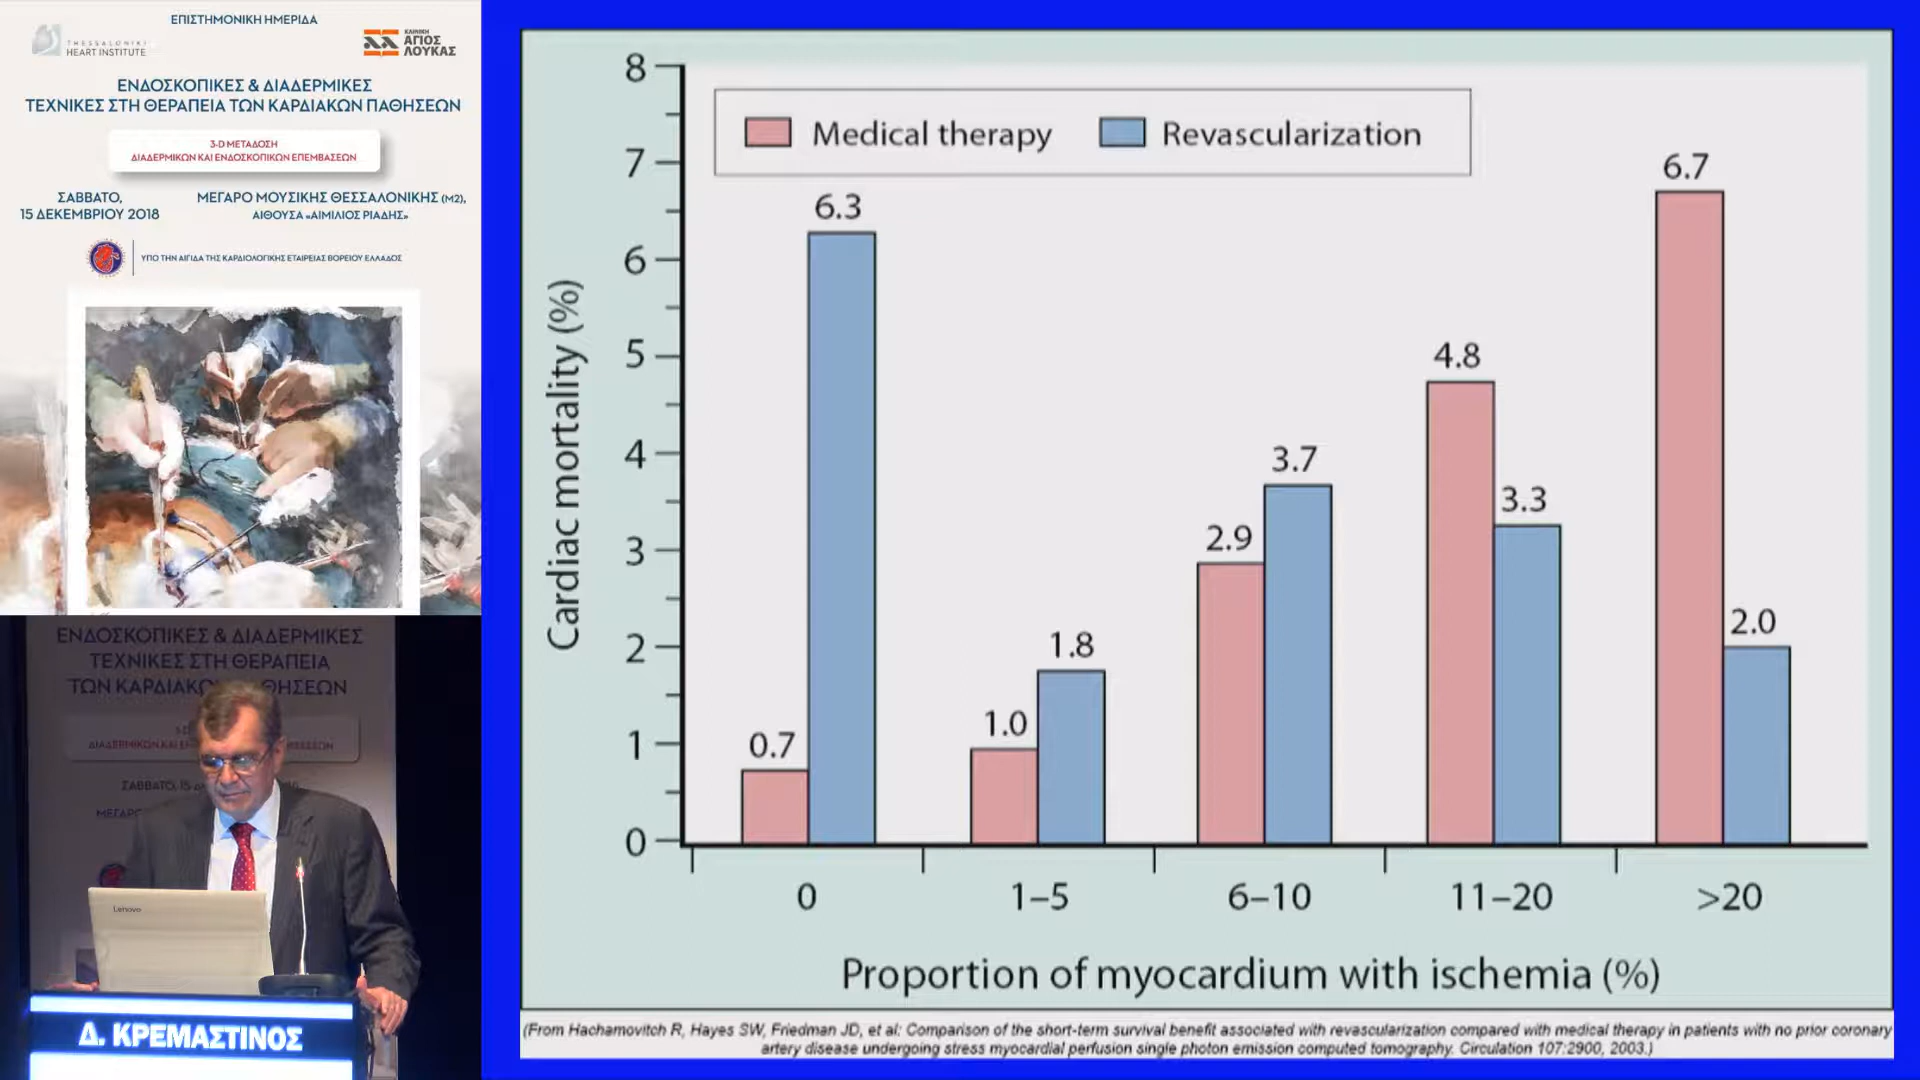 ΕΠΙΣΤΗΜΟΝΙΚΗ ΗΜΕΡΙΔΑ
THESSALONIKI
HEART INSTITUTE
ΚΛΙΝΙΚΗ
ΑΓΙΟΣ
ΛΟΥΚΑΣ
ΕΝΔΟΣΚΟΠΙΚΕΣ & ΔΙΑΔΕΡΜΙΚΕΣ
ΤΕΧΝΙΚΕΣ ΣΤΗ ΘΕΡΑΠΕΙΑ ΤΩΝ ΚΑΡΔΙΑΚΩΝ ΠΑΘΗΣΕΩΝ
3-D ΜΕΤΑΔΟΣΗ
ΔΙΑΔΕΡΜΙΚΩΝ ΚΑΙ ΕΝΔΟΣΚΟΠΙΚΩΝ ΕΠΕΜΒΑΣΕΩΝ
ΣΑΒΒΑΤΟ,
15 ΔΕΚΕΜΒΡΙΟΥ 2018
ΜΕΓΑΡΟ ΜΟΥΣΙΚΗΣ ΘΕΣΣΑΛΟΝΙΚΗΣ (Μ2),
ΑΙΘΟΥΣΑ «ΑΙΜΙΛΙΟΣ ΡΙΑΔΗΣ»
ΥΠΟ ΤΗΝ ΑΙΓΙΔΑ ΤΗΣ ΚΑΡΔΙΟΛΟΓΙΚΗΣ ΕΤΑΙΡΕΙΑΣ ΒΟΡΕΙΟΥ ΕΛΛΑΔΟΣ
ΕΝΔΟΣΚΟΠΙΚΕΣ & ΔΙΑΔΕΡΜΙΚΕΣ
ΤΕΧΝΙΚΕΣ ΣΤΗ ΘΕΡΑΠΕΙΑ
ΤΩΝ
ΣΑΒΒΑΤΟ, 15
Lenovo
Δ. ΚΡΕΜΑΣΤΙΝΟΣ
Medical therapy
Revascularization
Cardiac mortality (%)
8
7
6
5
4
3
2
1
0
0.7
6.3
1.0
1.8
2.9
3.7
4.8
3.3
6.7
2.0
0
1–5
6–10
11–20
>20
Proportion of myocardium with ischemia (%)
(From Hachamovitch R, Hayes SW, Friedman JD, et al: Comparison of the short-term survival benefit associated with revascularization compared with medical therapy in patients with no prior coronary
artery disease undergoing stress myocardial perfusion single photon emission computed tomography. Circulation 107:2900, 2003.)